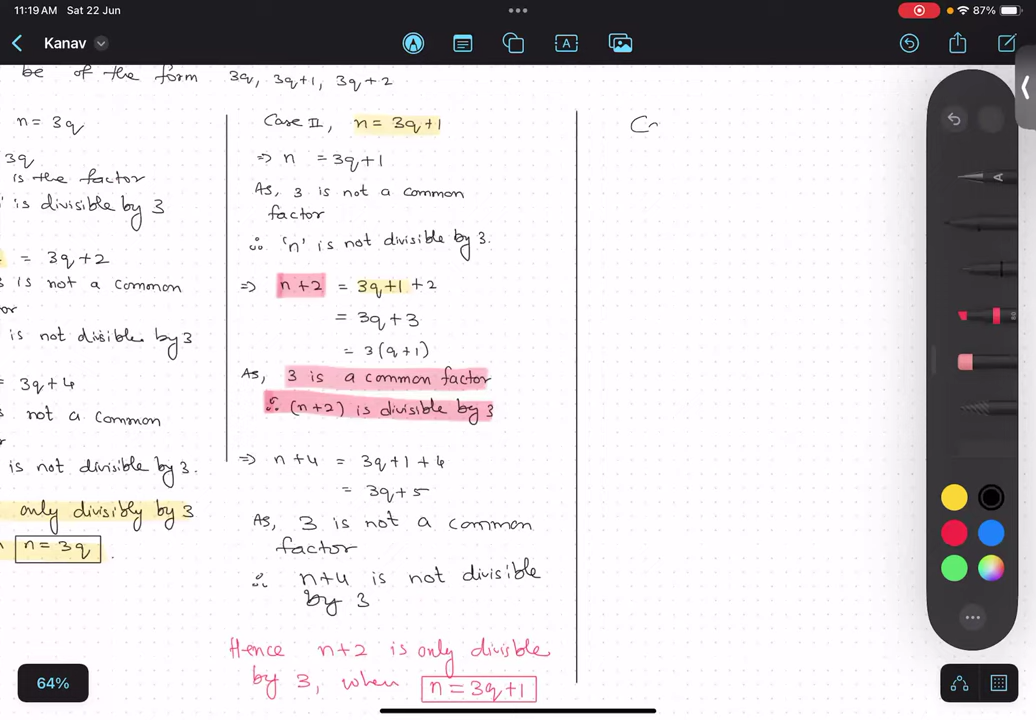 11:19 AM Sat 22 Jun
87%
Kanav
A
be of the form 3q, 3q+1, 3q+2
n = 3q
3q
is the factor
' is divisible by 3
= 3q+2
is not a common
or
is not divisible by 3
= 3q+4
not a common
is not divisible by 3.
only divisibly by 3
n = 3q .
Case II, n = 3q+1
⇒ n = 3q+1
As, 3 is not a common
factor
∴ 'n' is not divisible by 3.
⇒ n+2 = 3q+1 +2
= 3q+3
= 3(q+1)
As, 3 is a common factor
∴ (n+2) is divisible by 3
⇒ n+4 = 3q+1+4
= 3q+5
As, 3 is not a common
factor
∴ n+4 is not divisible
by 3
Hence n+2 is only divisible
by 3, when n = 3q+1
A
80
64%